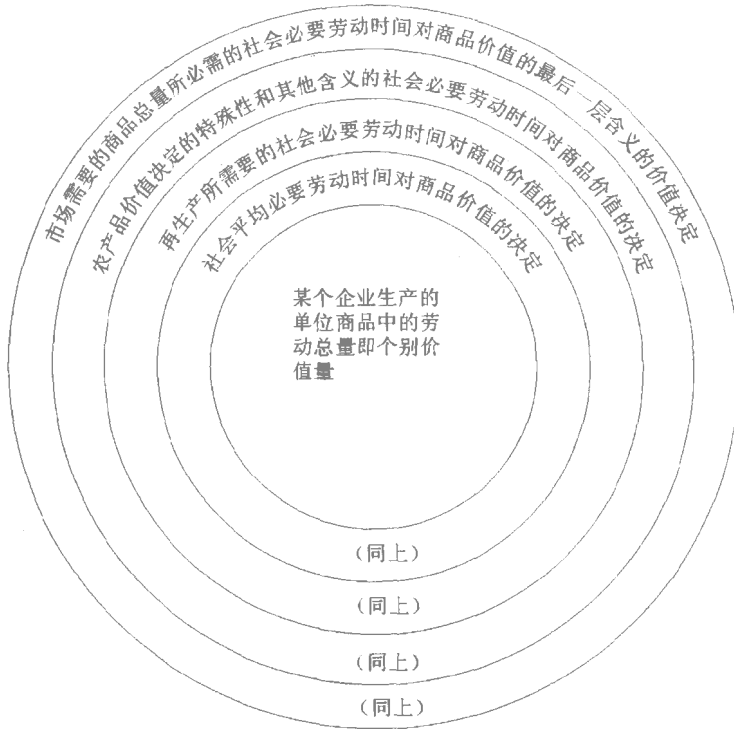 市场需要的商品总量所必需的社会必要劳动时间对商品价值的最后一层含义的价值决定
农产品价值决定的特殊性和其他含义的社会必要劳动时间对商品价值的决定
再生产所需要的社会必要劳动时间对商品价值的决定
社会平均必要劳动时间对商品价值的决定
某个企业生产的
单位商品中的劳
动总量即个别价
值量
（同上）
（同上）
（同上）
（同上）